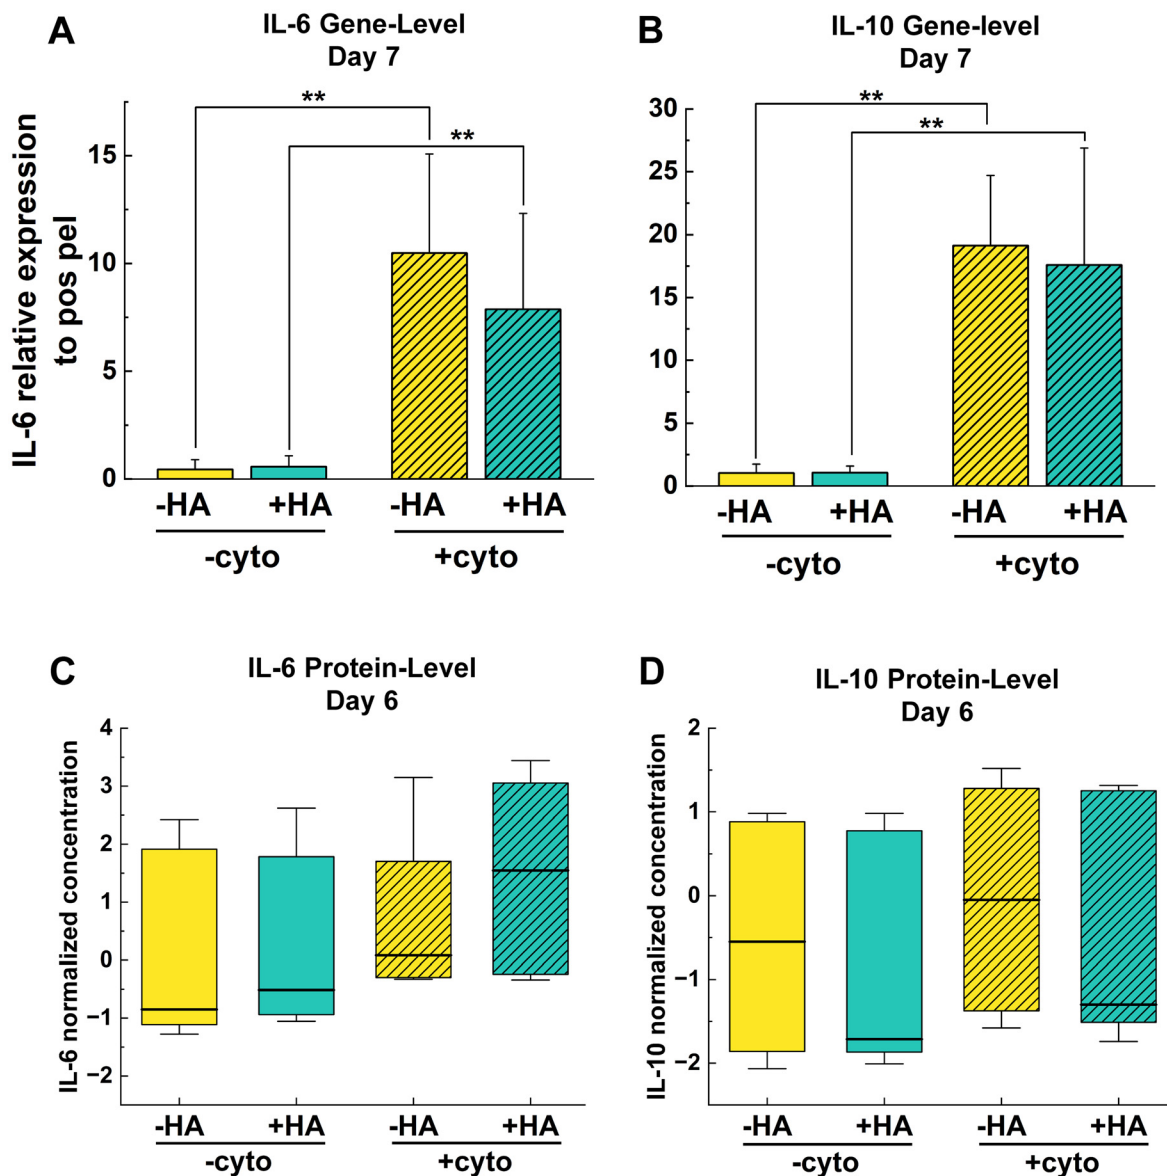 A
IL-6 Gene-Level
Day 7
IL-6 relative expression
to pos pel
15
10
5
0
**
**
-HA
+HA
-HA
+HA
-cyto
+cyto
B
IL-10 Gene-level
Day 7
30
25
20
15
10
5
0
**
**
-HA
+HA
-HA
+HA
-cyto
+cyto
C
IL-6 Protein-Level
Day 6
IL-6 normalized concentration
4
3
2
1
0
−1
−2
-HA
+HA
-HA
+HA
-cyto
+cyto
D
IL-10 Protein-Level
Day 6
IL-10 normalized concentration
2
1
0
−1
−2
-HA
+HA
-HA
+HA
-cyto
+cyto